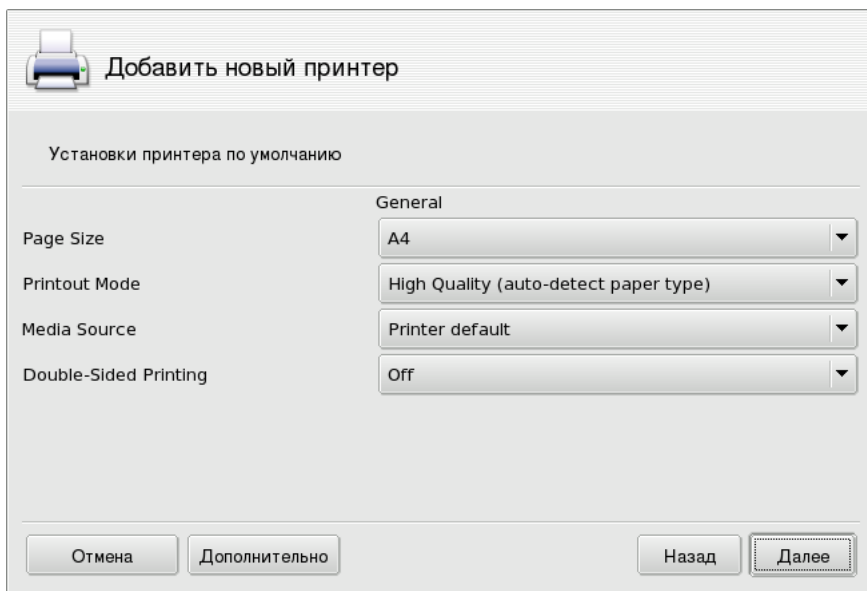 Добавить новый принтер
Установки принтера по умолчанию
General
Page Size A4
Printout Mode High Quality (auto-detect paper type)
Media Source Printer default
Double-Sided Printing Off
Отмена Дополнительно Назад Далее